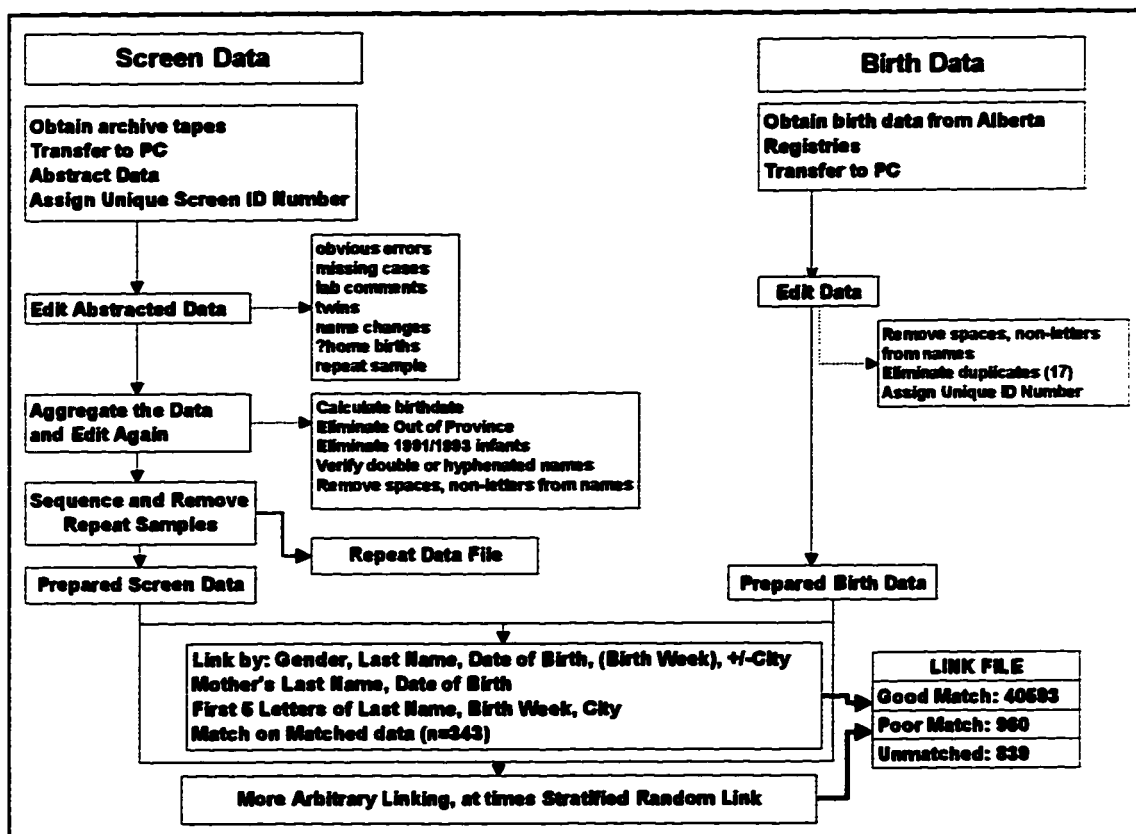 Screen Data
Obtain archive tapes
Transfer to PC
Abstract Data
Assign Unique Screen ID Number
Edit Abstracted Data
obvious errors
missing cases
lab comments
twins
name changes
?home births
repeat sample
Aggregate the Data
and Edit Again
Calculate birthdate
Eliminate Out of Province
Eliminate 1991/1993 infants
Verify double or hyphenated names
Remove spaces, non-letters from names
Sequence and Remove
Repeat Samples
Repeat Data File
Prepared Screen Data
Birth Data
Obtain birth data from Alberta
Registries
Transfer to PC
Edit Data
Remove spaces, non-letters
from names
Eliminate duplicates (17)
Assign Unique ID Number
Prepared Birth Data
Link by: Gender, Last Name, Date of Birth, (Birth Week), +/-City
Mother's Last Name, Date of Birth
First 5 Letters of Last Name, Birth Week, City
Match on Matched data (n=343)
More Arbitrary Linking, at times Stratified Random Link
LINK FILE
Good Match: 40593
Poor Match: 960
Unmatched: 839